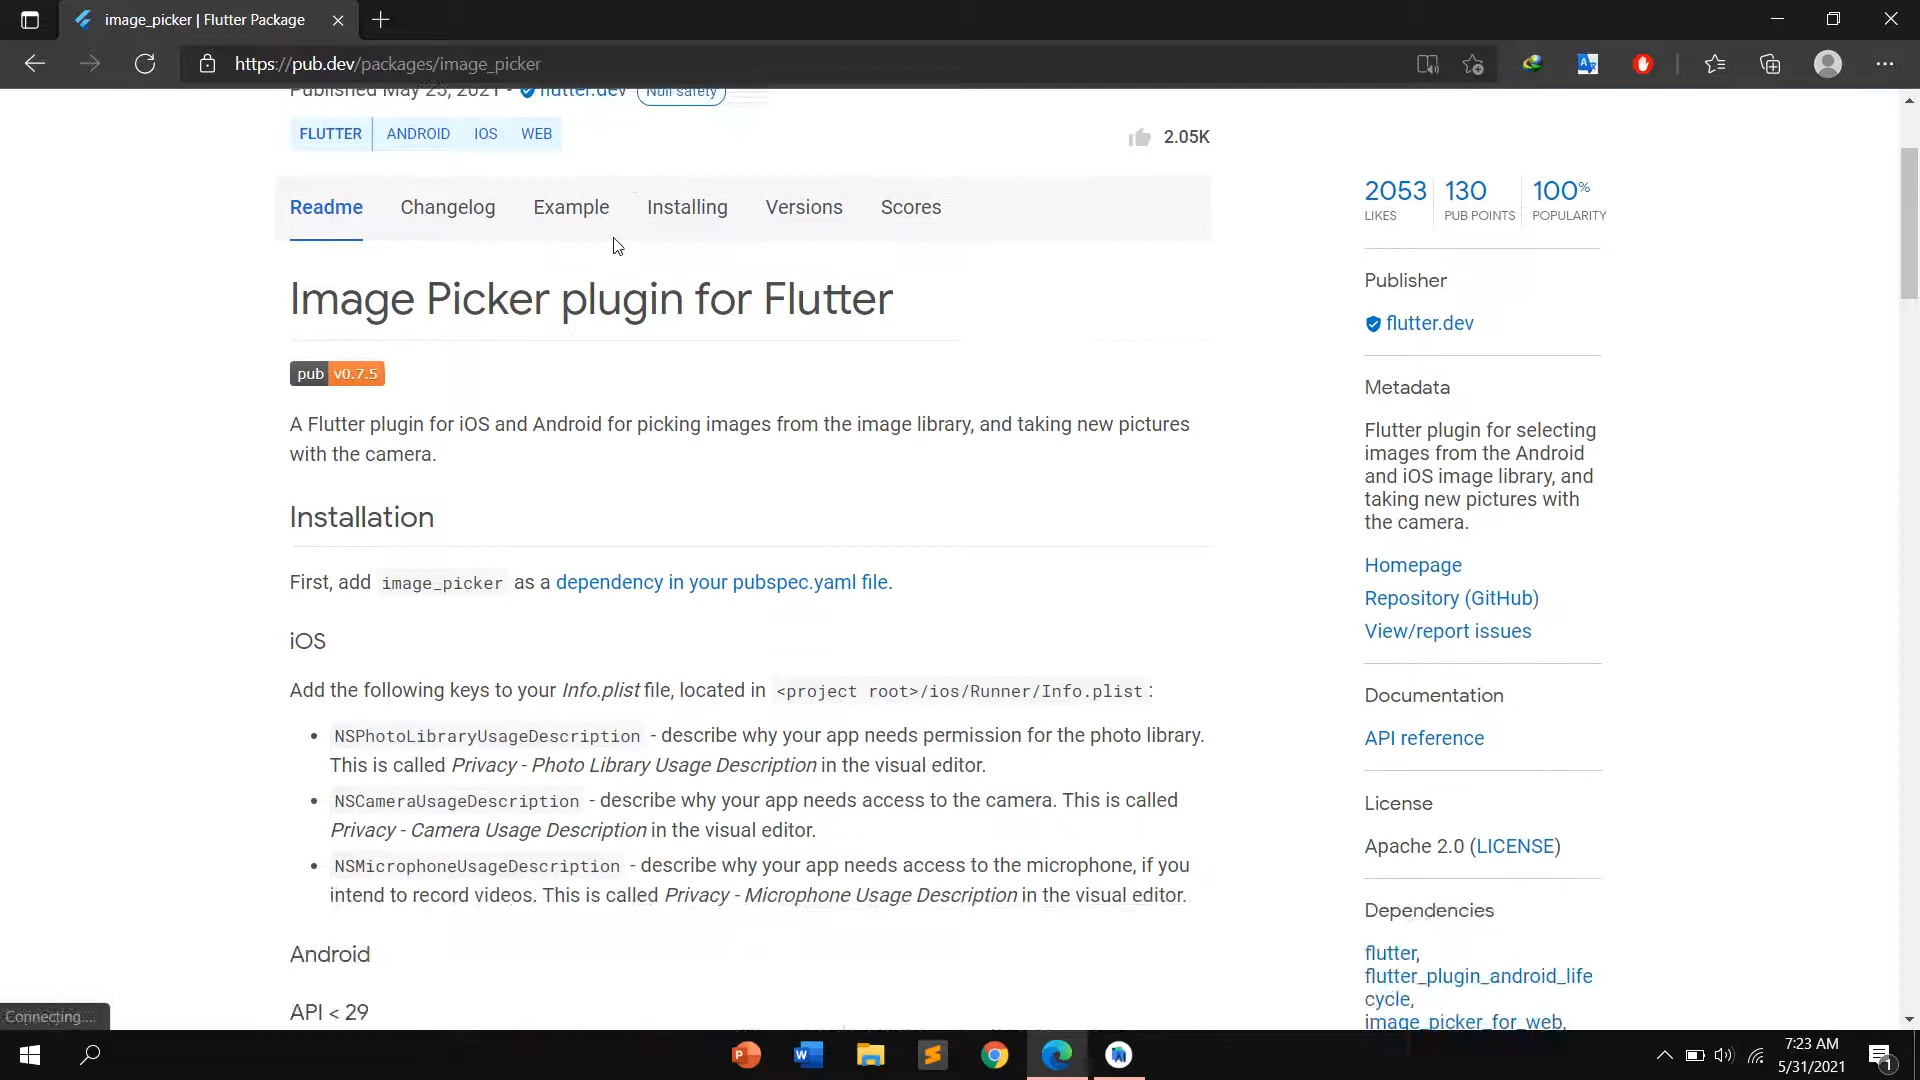 image_picker | Flutter Package
https://pub.dev/packages/image_picker
Published May 25, 2021 • flutter.dev Null safety
FLUTTER ANDROID IOS WEB
2.05K
Readme Changelog Example Installing Versions Scores
Image Picker plugin for Flutter
pub v0.7.5
A Flutter plugin for iOS and Android for picking images from the image library, and taking new pictures
with the camera.
Installation
First, add image_picker as a dependency in your pubspec.yaml file.
iOS
Add the following keys to your Info.plist file, located in <project root>/ios/Runner/Info.plist:
• NSPhotoLibraryUsageDescription - describe why your app needs permission for the photo library.
This is called Privacy - Photo Library Usage Description in the visual editor.
• NSCameraUsageDescription - describe why your app needs access to the camera. This is called
Privacy - Camera Usage Description in the visual editor.
• NSMicrophoneUsageDescription - describe why your app needs access to the microphone, if you
intend to record videos. This is called Privacy - Microphone Usage Description in the visual editor.
Android
API < 29
2053 130 100%
LIKES PUB POINTS POPULARITY
Publisher
flutter.dev
Metadata
Flutter plugin for selecting
images from the Android
and iOS image library, and
taking new pictures with
the camera.
Homepage
Repository (GitHub)
View/report issues
Documentation
API reference
License
Apache 2.0 (LICENSE)
Dependencies
flutter,
flutter_plugin_android_life
cycle,
image_picker_for_web,
Connecting...
7:23 AM
5/31/2021
1